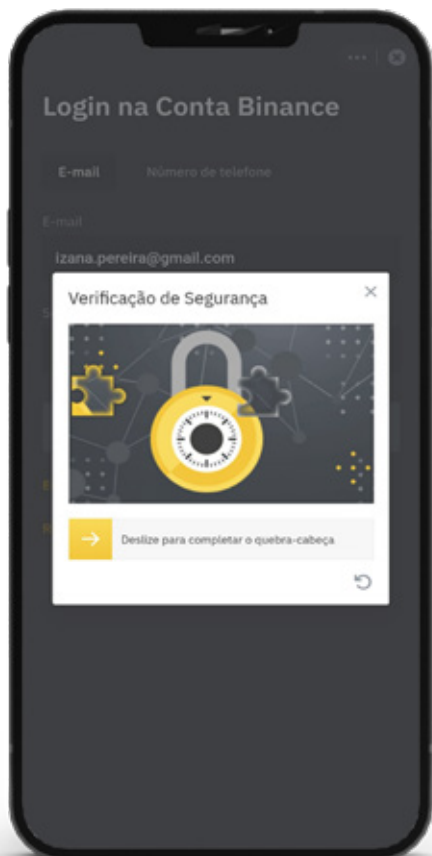 Login na Conta Binance
E-mail
Número de telefone
E-mail
izana.pereira@gmail.com
Verificação de Segurança
Deslize para completar o quebra-cabeça